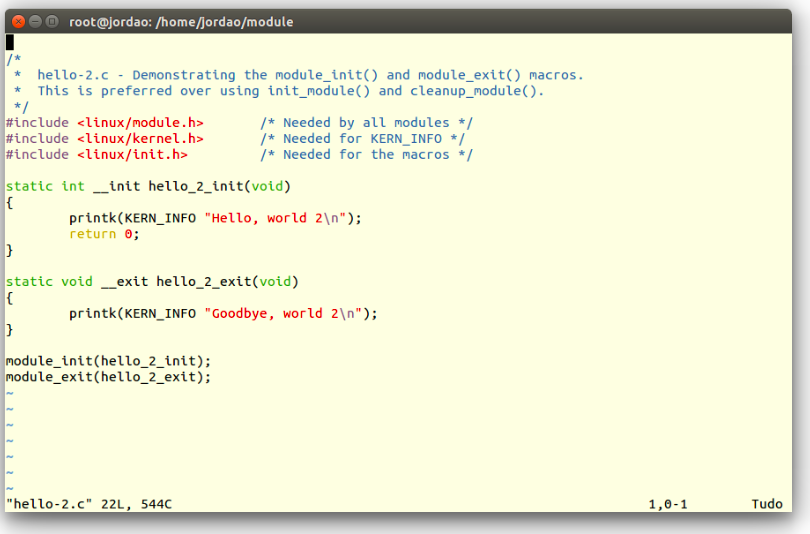 root@jordao: /home/jordao/module
/*
 *  hello-2.c - Demonstrating the module_init() and module_exit() macros.
 *  This is preferred over using init_module() and cleanup_module().
 */
#include <linux/module.h>       /* Needed by all modules */
#include <linux/kernel.h>       /* Needed for KERN_INFO */
#include <linux/init.h>         /* Needed for the macros */
static int __init hello_2_init(void)
{
        printk(KERN_INFO "Hello, world 2\n");
        return 0;
}
static void __exit hello_2_exit(void)
{
        printk(KERN_INFO "Goodbye, world 2\n");
}
module_init(hello_2_init);
module_exit(hello_2_exit);
~
~
~
~
~
~
~
"hello-2.c" 22L, 544C                                    1,0-1        Tudo